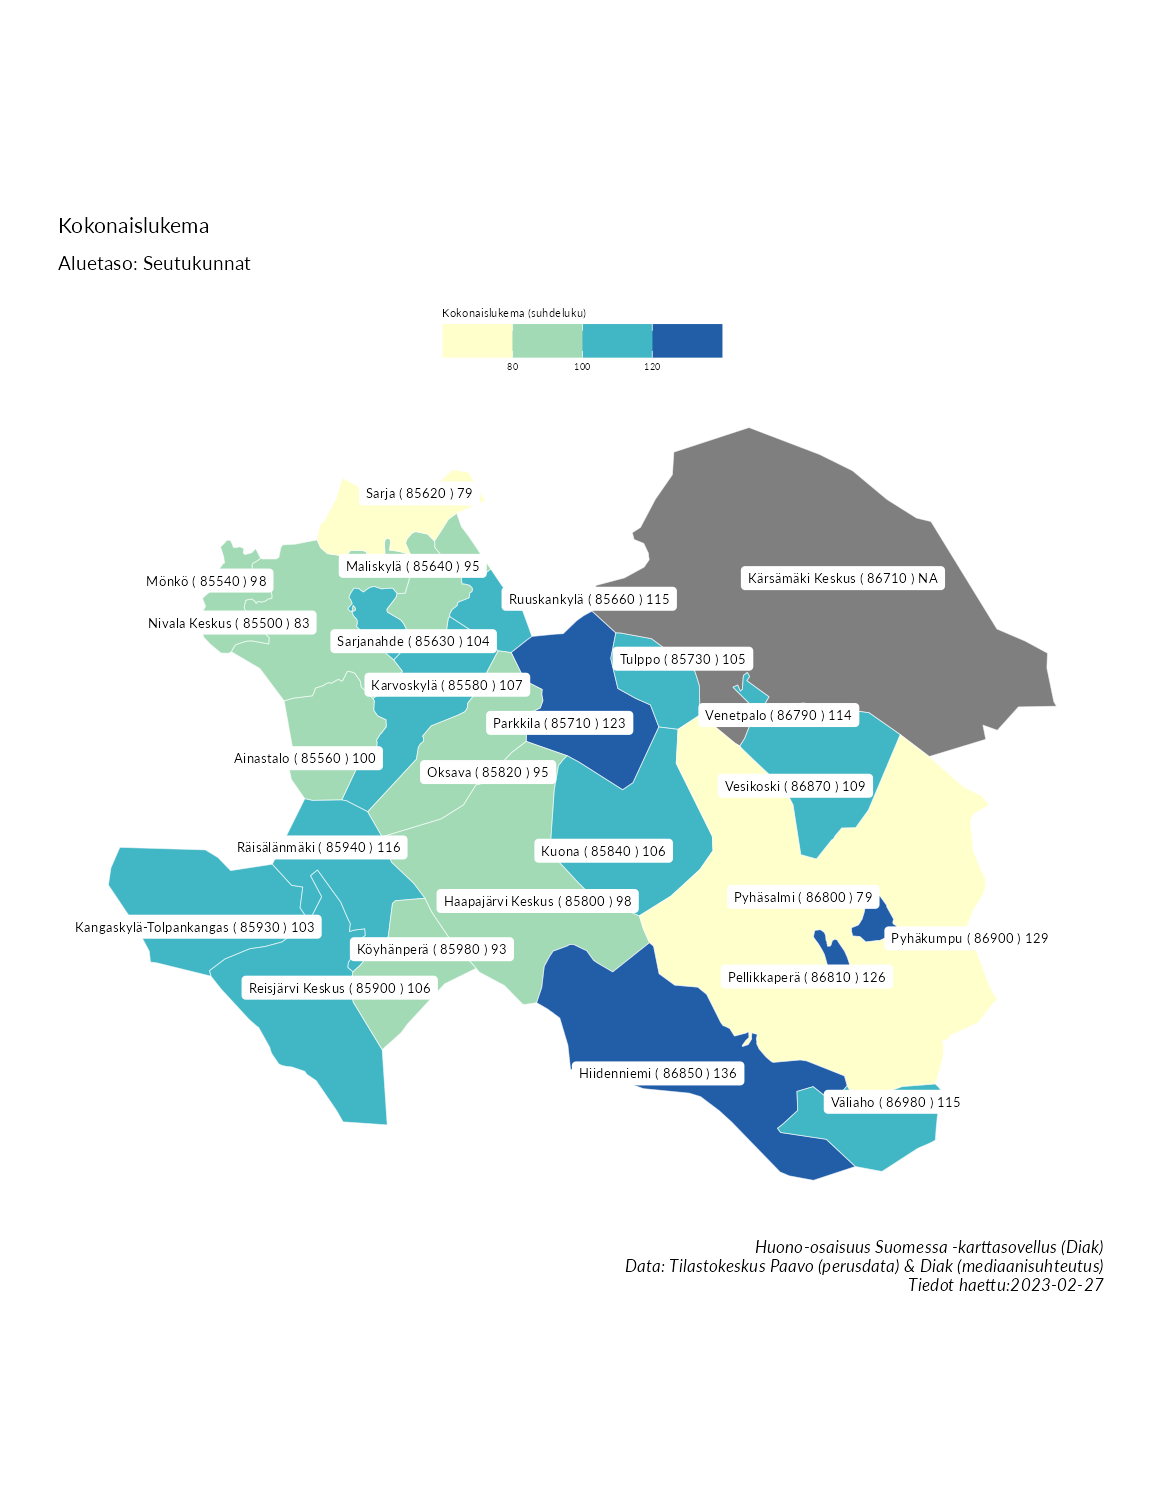 Kokonaislukema
Aluetaso: Seutukunnat
Kokonaislukema (suhdeluku)
80 100 120
Sarja ( 85620 ) 79
Maliskylä ( 85640 ) 95
Mönkö ( 85540 ) 98
Kärsämäki Keskus ( 86710 ) NA
Ruuskankylä ( 85660 ) 115
Nivala Keskus ( 85500 ) 83
Sarjanahde ( 85630 ) 104
Tulppo ( 85730 ) 105
Karvoskylä ( 85580 ) 107
Venetpalo ( 86790 ) 114
Parkkila ( 85710 ) 123
Ainastalo ( 85560 ) 100
Oksava ( 85820 ) 95
Vesikoski ( 86870 ) 109
Räisälänmäki ( 85940 ) 116
Kuona ( 85840 ) 106
Pyhäsalmi ( 86800 ) 79
Haapajärvi Keskus ( 85800 ) 98
Kangaskylä-Tolpankangas ( 85930 ) 103
Pyhäkumpu ( 86900 ) 129
Köyhänperä ( 85980 ) 93
Pellikkaperä ( 86810 ) 126
Reisjärvi Keskus ( 85900 ) 106
Hiidenniemi ( 86850 ) 136
Väliaho ( 86980 ) 115
Huono-osaisuus Suomessa -karttasovellus (Diak)
Data: Tilastokeskus Paavo (perusdata) & Diak (mediaanisuhteutus)
Tiedot haettu:2023-02-27